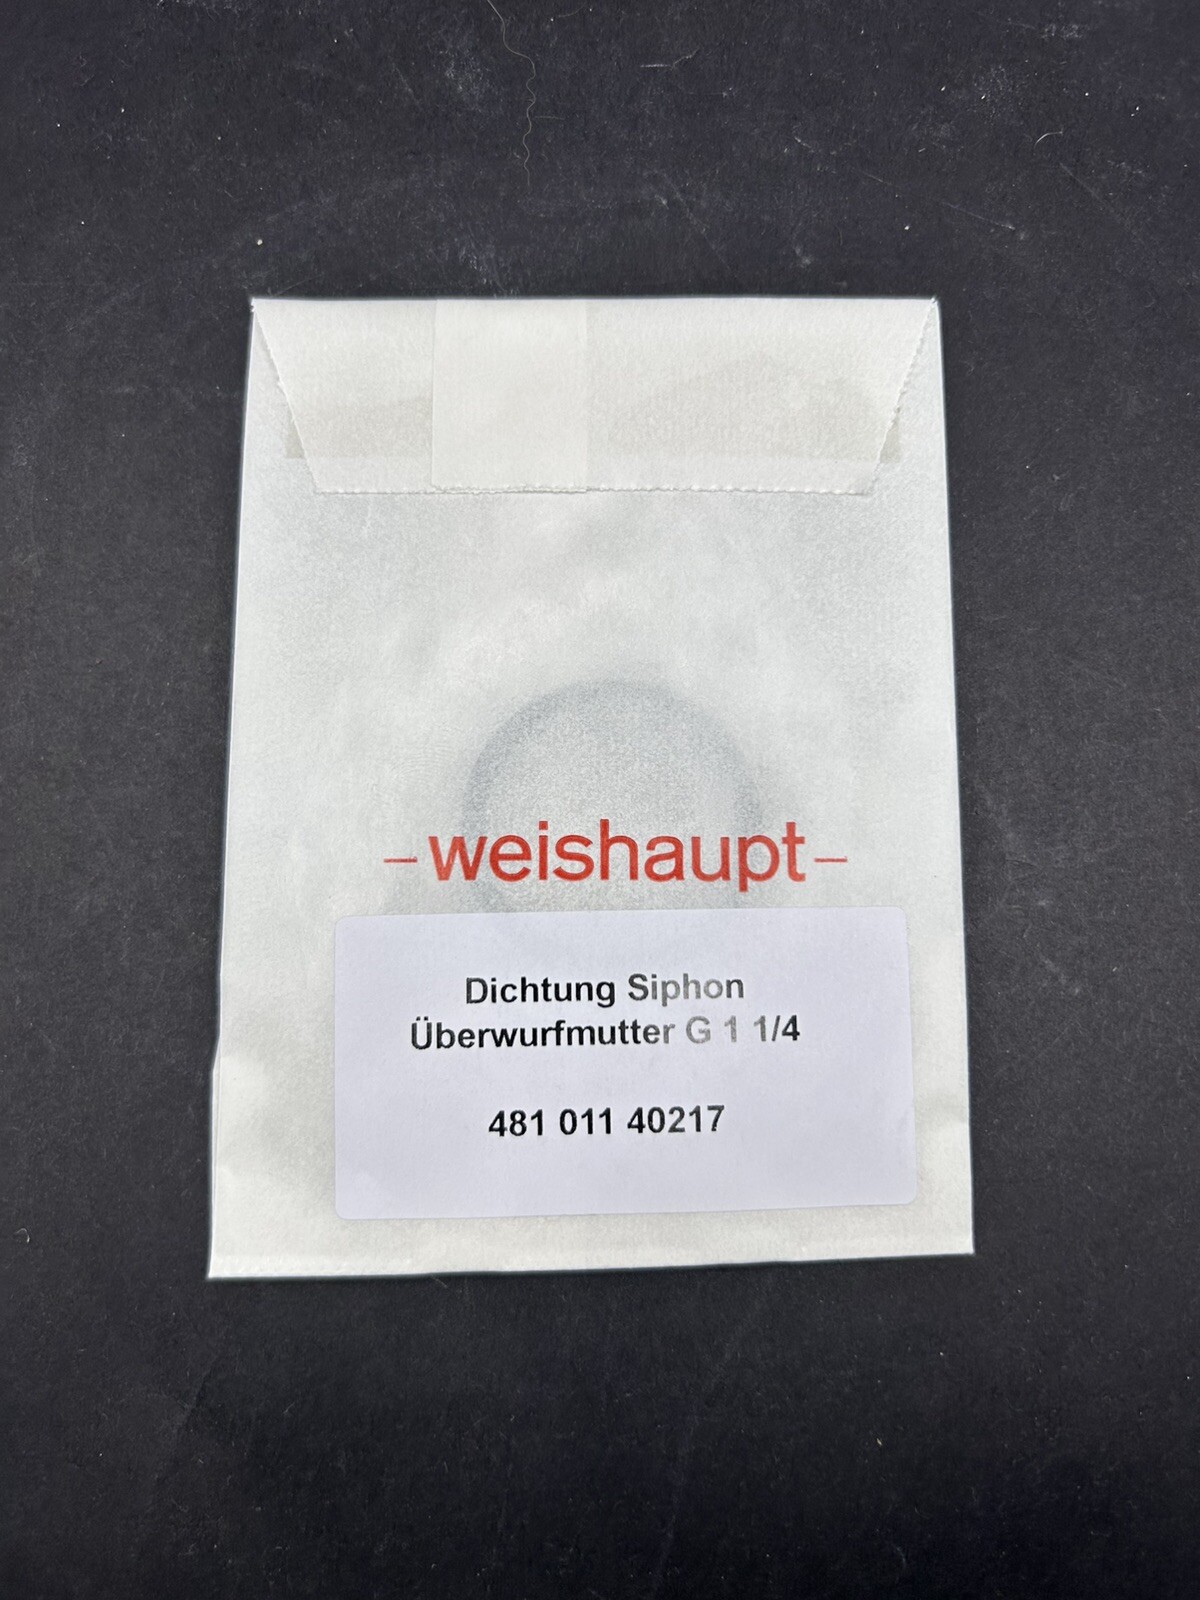 -weishaupt-
Dichtung Siphon
Überwurfmutter G 1 1/4
481 011 40217